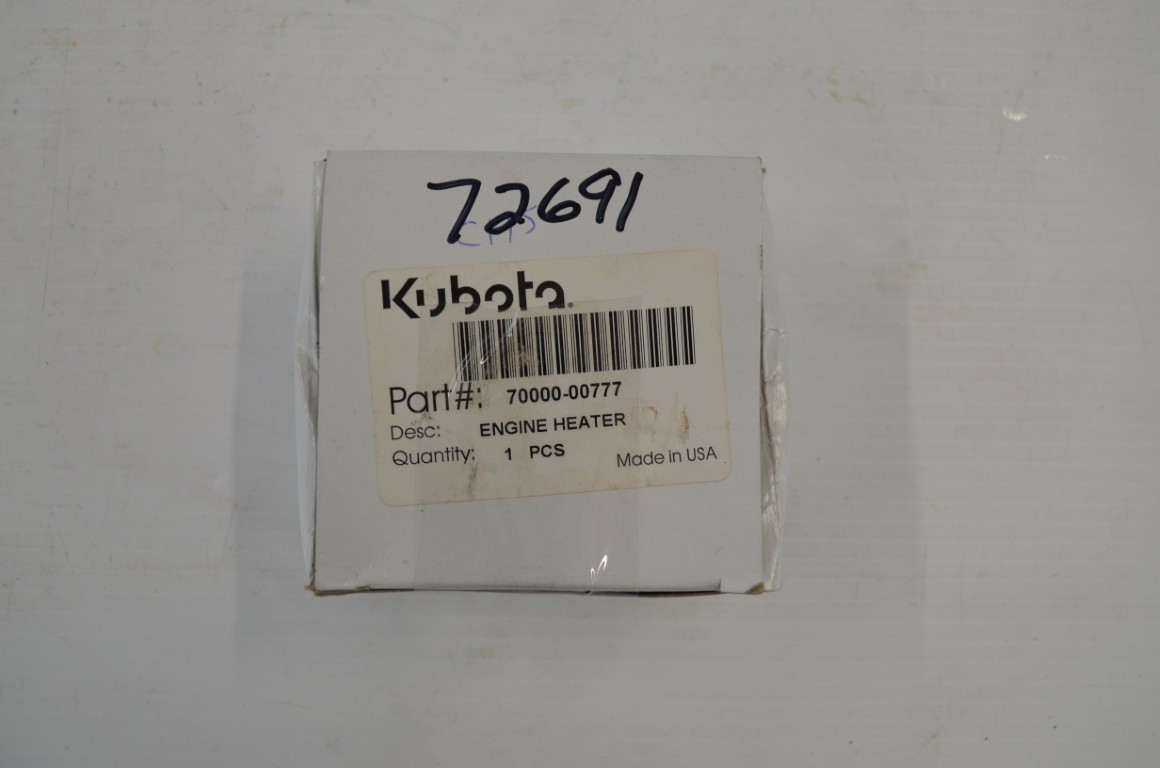 72691
Kubota
Part#: 70000-00777
Desc: ENGINE HEATER
Quantity: 1 PCS
Made in USA